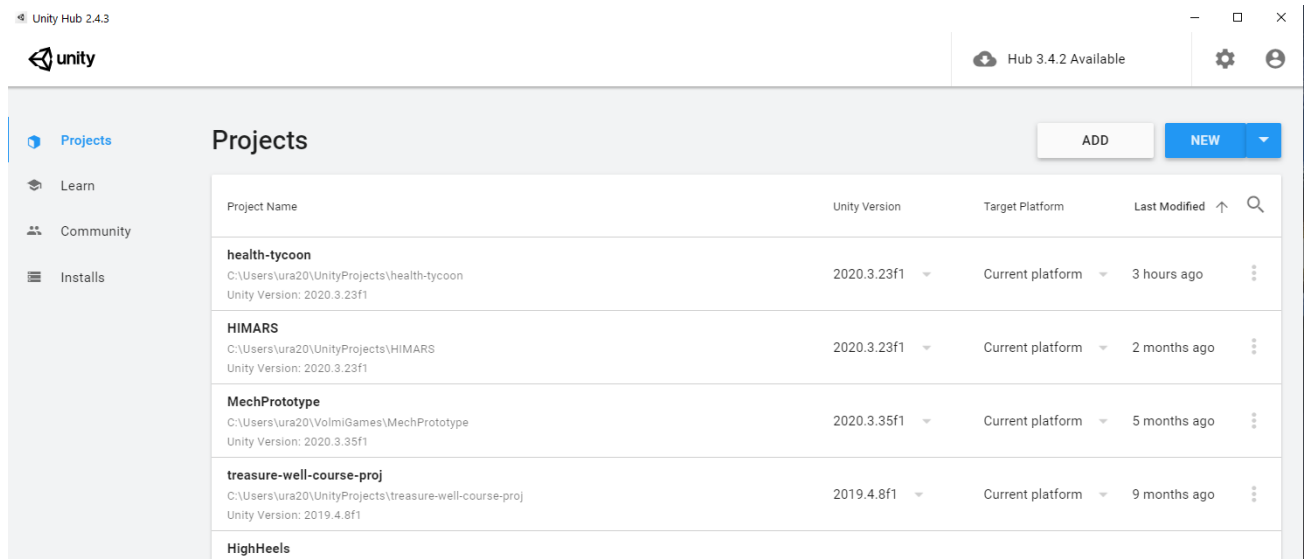 Unity Hub 2.4.3
unity
Hub 3.4.2 Available
Projects
Learn
Community
Installs
Projects
ADD
NEW
Project Name Unity Version Target Platform Last Modified
health-tycoon
C:\Users\ura20\UnityProjects\health-tycoon
Unity Version: 2020.3.23f1
2020.3.23f1 Current platform 3 hours ago
HIMARS
C:\Users\ura20\UnityProjects\HIMARS
Unity Version: 2020.3.23f1
2020.3.23f1 Current platform 2 months ago
MechPrototype
C:\Users\ura20\VolmiGames\MechPrototype
Unity Version: 2020.3.35f1
2020.3.35f1 Current platform 5 months ago
treasure-well-course-proj
C:\Users\ura20\UnityProjects\treasure-well-course-proj
Unity Version: 2019.4.8f1
2019.4.8f1 Current platform 9 months ago
HighHeels